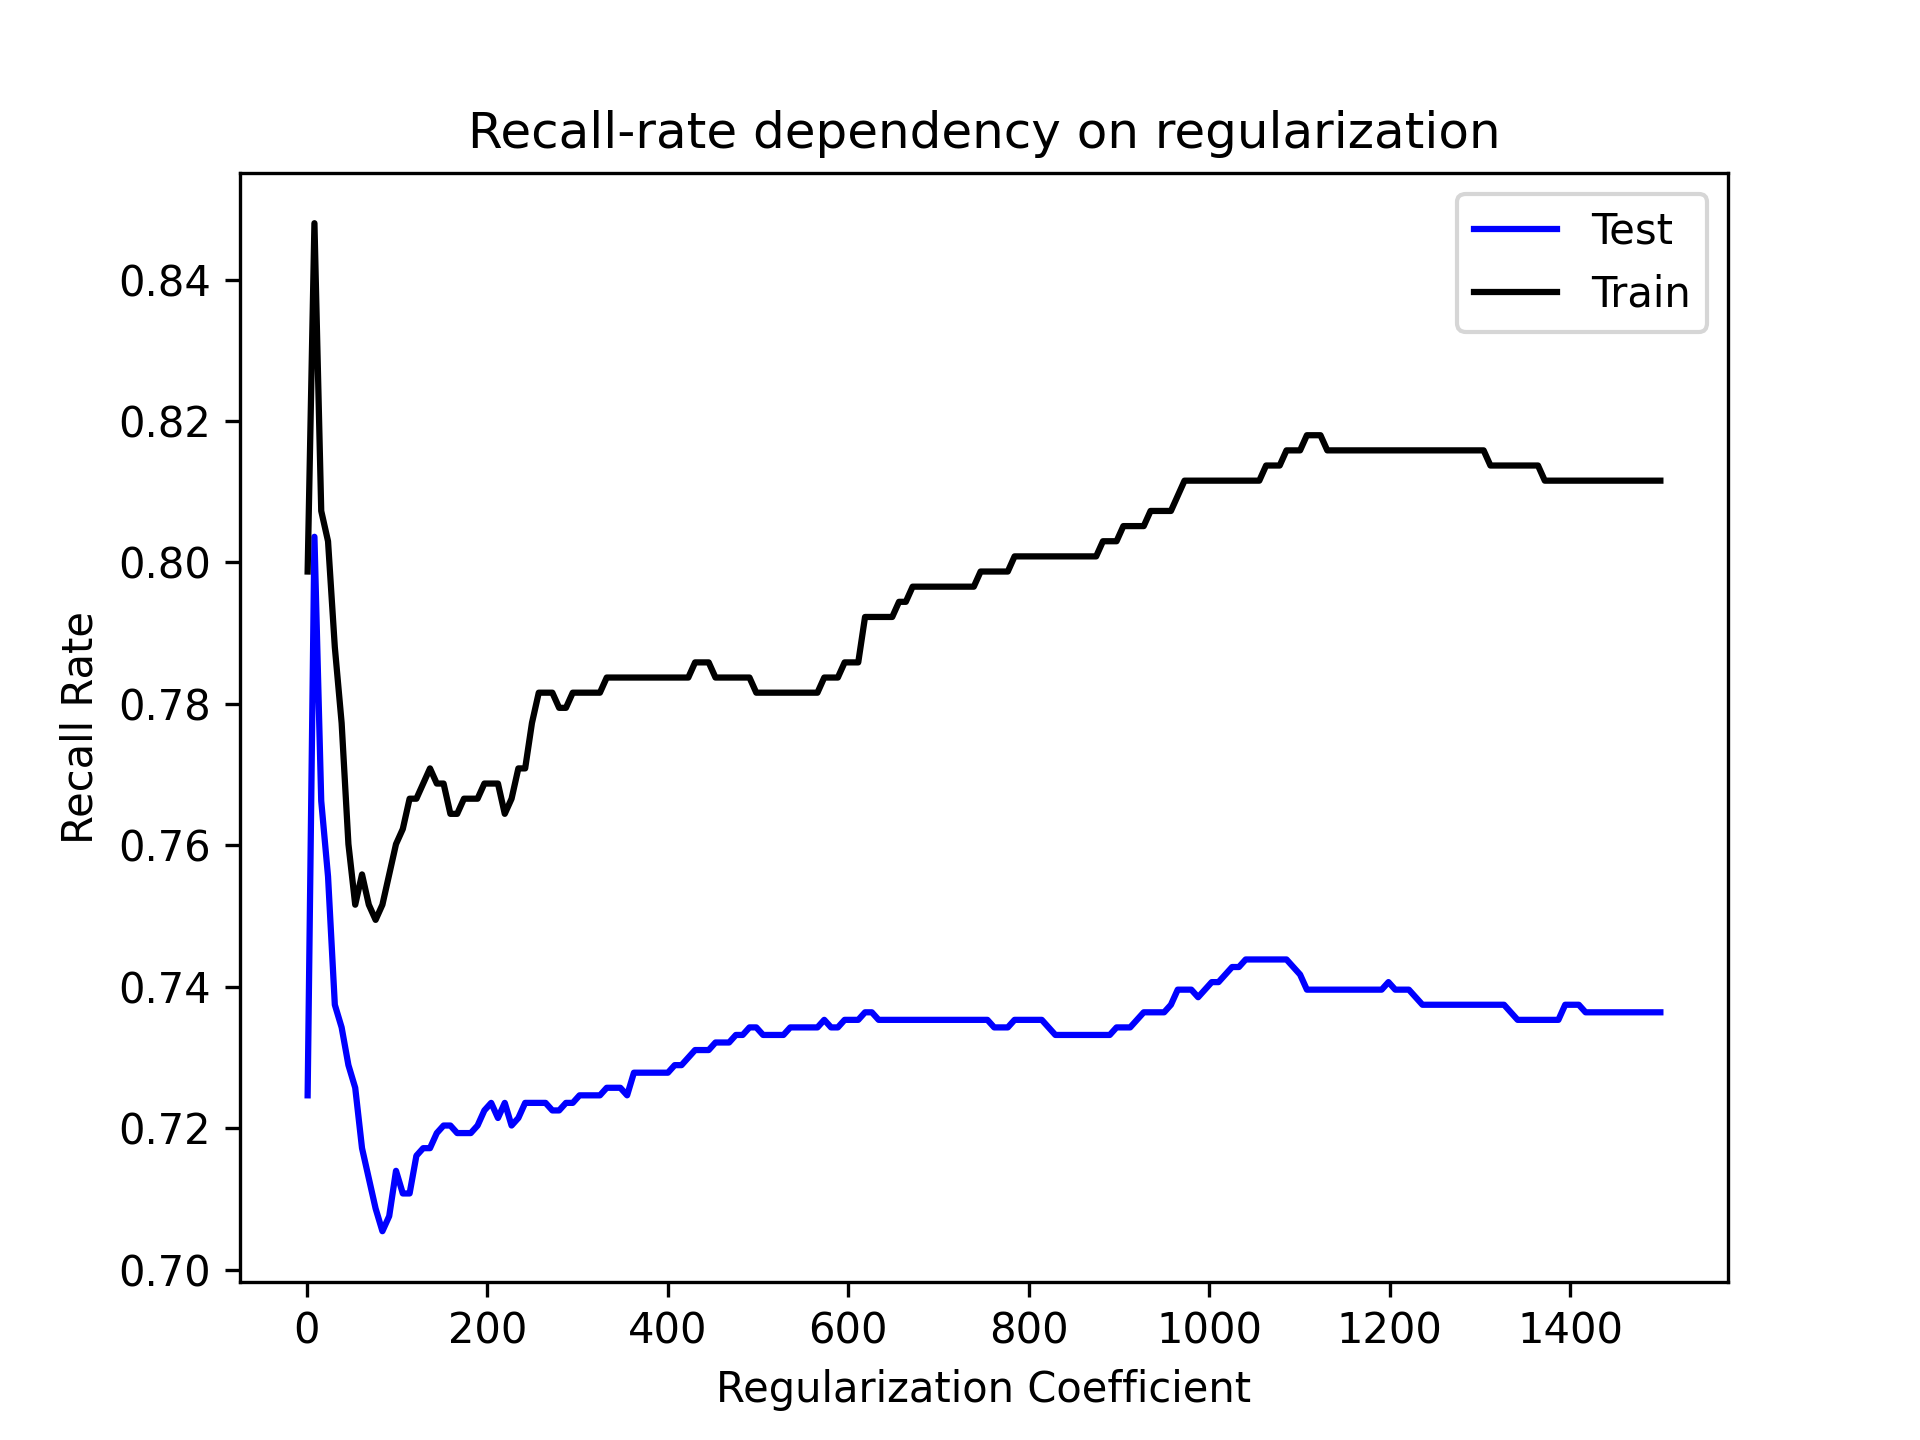 Recall-rate dependency on regularization
Test
Train
0.84
0.82
0.80
0.78
0.76
0.74
0.72
0.70
Recall Rate
0 200 400 600 800 1000 1200 1400
Regularization Coefficient